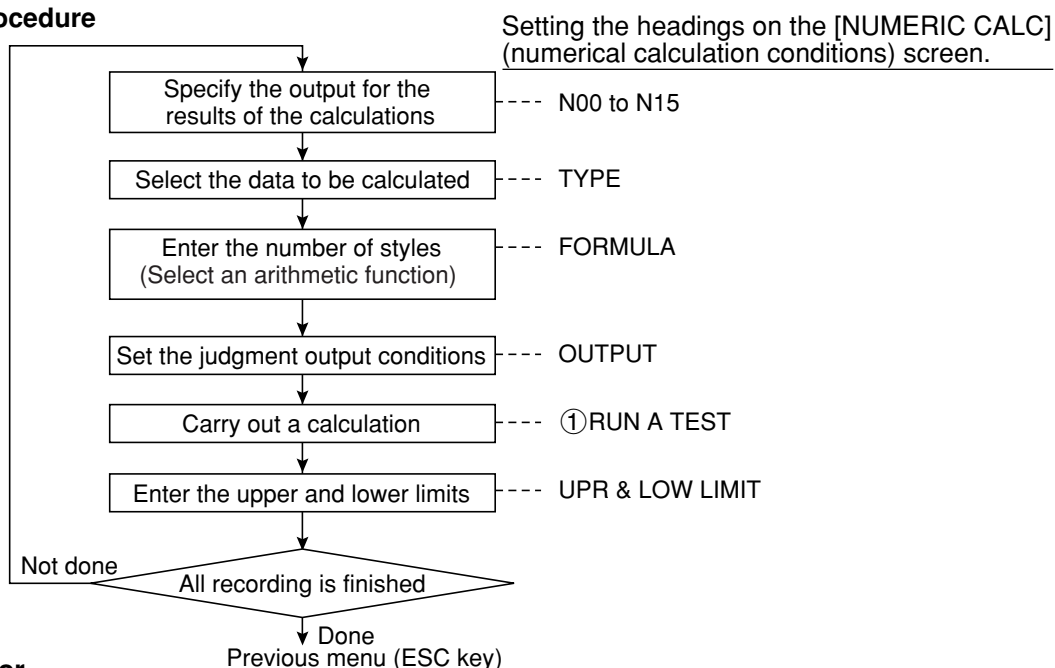 Setting the headings on the [NUMERIC CALC]
(numerical calculation conditions) screen.
Specify the output for the
results of the calculations
N00 to N15
Select the data to be calculated
TYPE
Enter the number of styles
(Select an arithmetic function)
FORMULA
Set the judgment output conditions
OUTPUT
Carry out a calculation
①RUN A TEST
Enter the upper and lower limits
UPR & LOW LIMIT
Not done
All recording is finished
Done
Previous menu (ESC key)